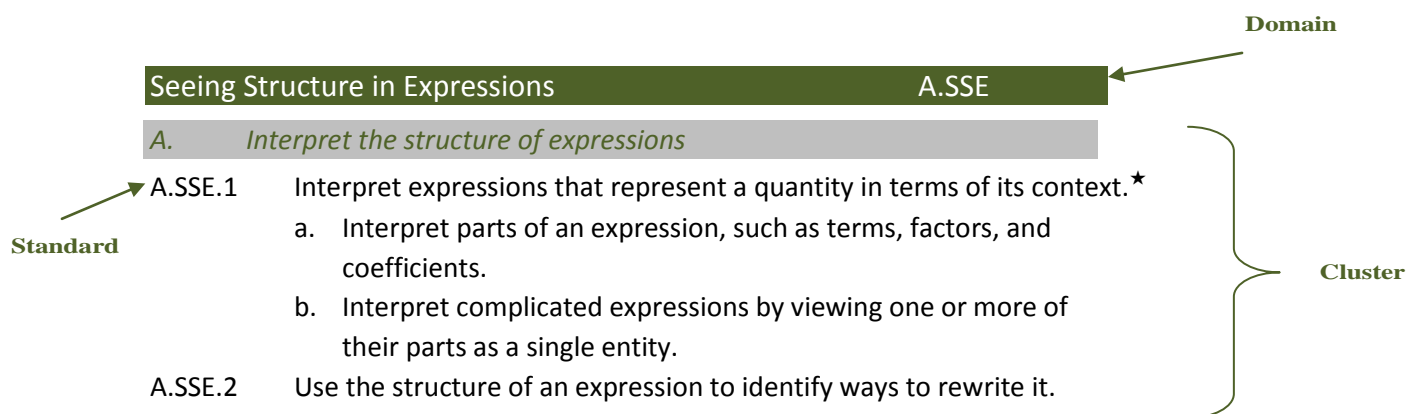 Domain
Seeing Structure in Expressions A.SSE
A. Interpret the structure of expressions
A.SSE.1 Interpret expressions that represent a quantity in terms of its context.★
a. Interpret parts of an expression, such as terms, factors, and
Standard
coefficients.
Cluster
b. Interpret complicated expressions by viewing one or more of
their parts as a single entity.
A.SSE.2 Use the structure of an expression to identify ways to rewrite it.